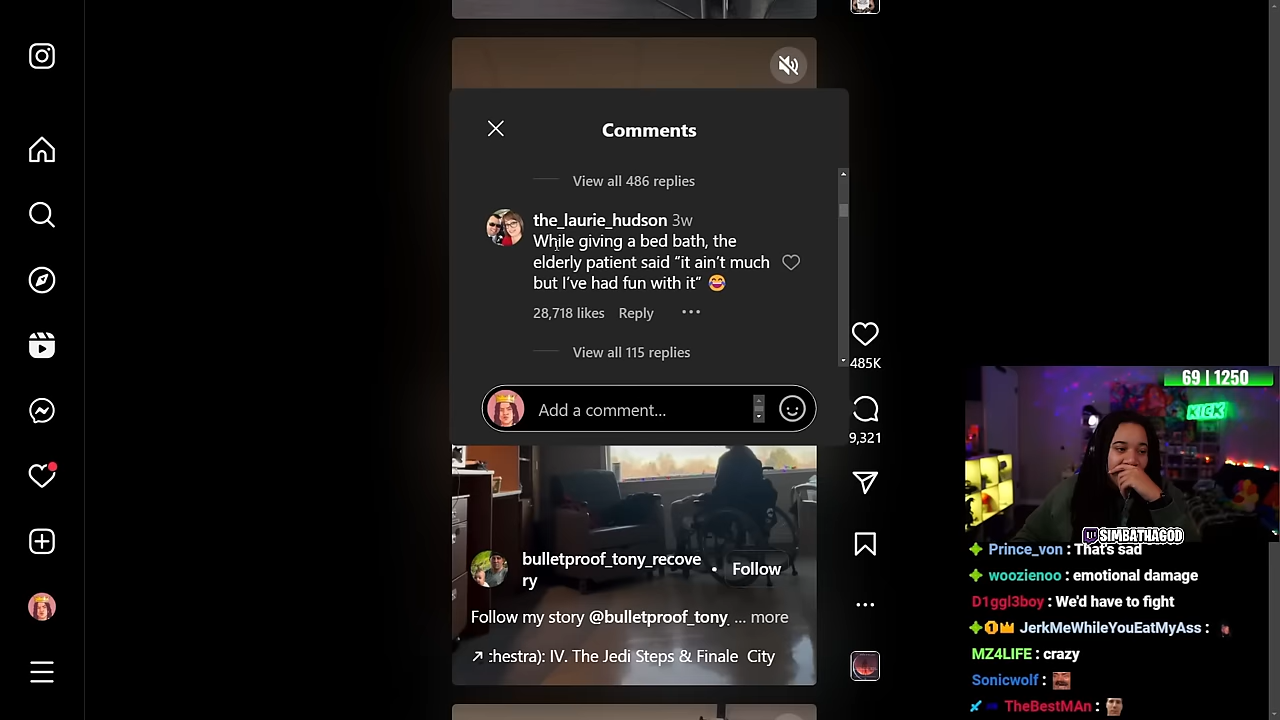 Comments
View all 486 replies
the_laurie_hudson 3w
While giving a bed bath, the
elderly patient said “it ain’t much
but I’ve had fun with it” 😂
28,718 likes Reply ...
View all 115 replies
Add a comment...
485K
9,321
bulletproof_tony_recove
ry • Follow
Follow my story @bulletproof_tony_ ... more
:hestra): IV. The Jedi Steps & Finale City
69 | 1250
KICK
SIMBATHAGOD
Prince_von : That's sad
woozienoo : emotional damage
D1ggl3boy : We'd have to fight
JerkMeWhileYouEatMyAss :
MZ4LIFE : crazy
Sonicwolf :
TheBestMAn :